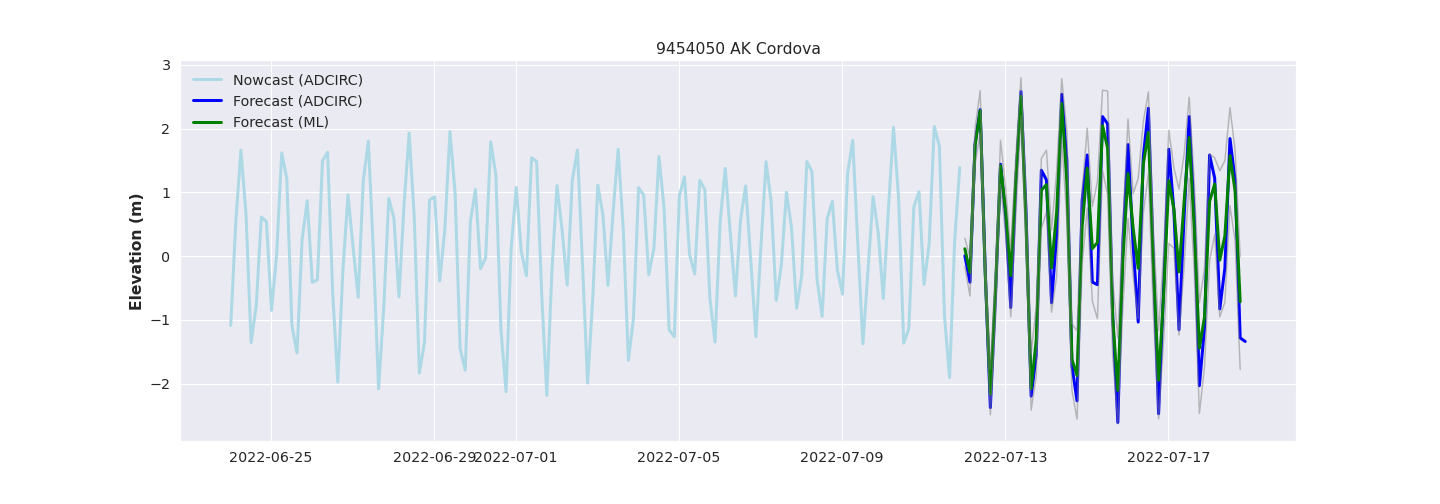 9454050 AK Cordova
Nowcast (ADCIRC)
Forecast (ADCIRC)
Forecast (ML)
Elevation (m)
3
2
1
0
−1
−2
2022-06-25
2022-06-29
2022-07-01
2022-07-05
2022-07-09
2022-07-13
2022-07-17